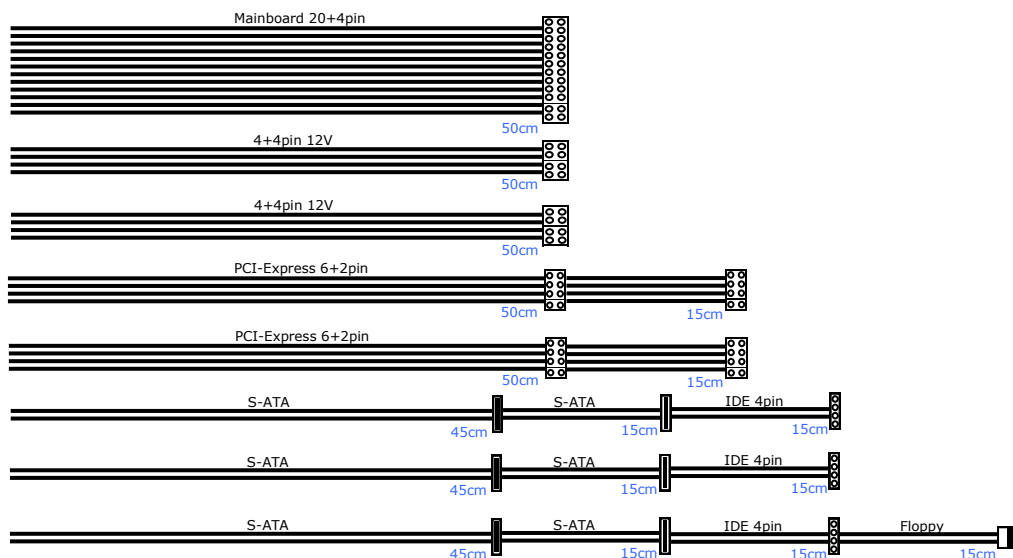 Mainboard 20+4pin
50cm
4+4pin 12V
50cm
4+4pin 12V
50cm
PCI-Express 6+2pin
50cm 15cm
PCI-Express 6+2pin
50cm 15cm
S-ATA S-ATA IDE 4pin
45cm 15cm 15cm
S-ATA S-ATA IDE 4pin
45cm 15cm 15cm
S-ATA S-ATA IDE 4pin Floppy
45cm 15cm 15cm 15cm